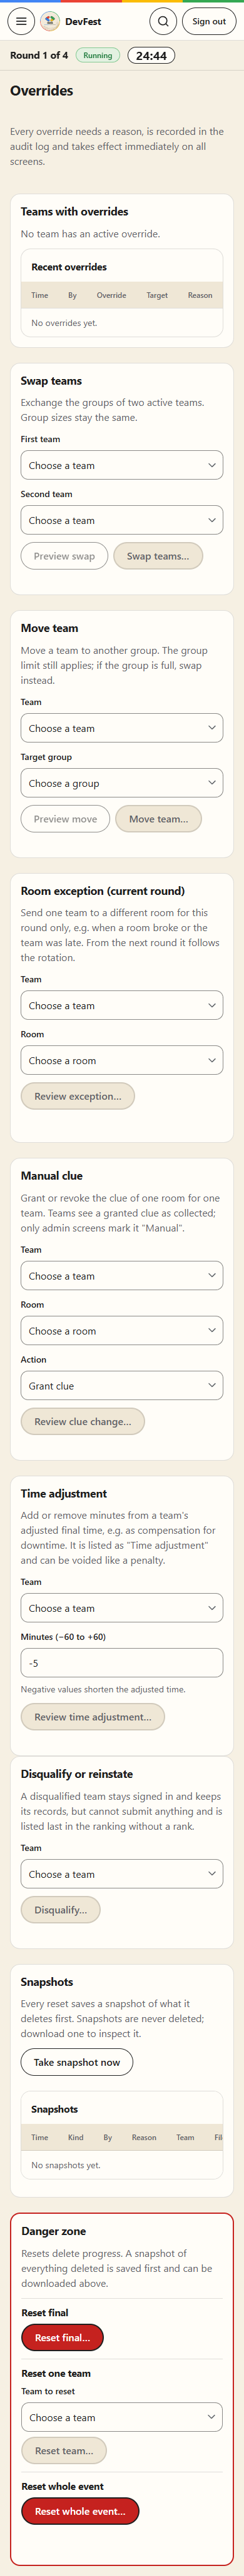 DevFest
Sign out
Round 1 of 4
Running
24:44
Overrides
Every override needs a reason, is recorded in the
audit log and takes effect immediately on all
screens.
Teams with overrides
No team has an active override.
Recent overrides
Time By Override Target Reason
No overrides yet.
Swap teams
Exchange the groups of two active teams.
Group sizes stay the same.
First team
Choose a team
Second team
Choose a team
Preview swap
Swap teams...
Move team
Move a team to another group. The group
limit still applies; if the group is full, swap
instead.
Team
Choose a team
Target group
Choose a group
Preview move
Move team...
Room exception (current round)
Send one team to a different room for this
round only, e.g. when a room broke or the
team was late. From the next round it follows
the rotation.
Team
Choose a team
Room
Choose a room
Review exception...
Manual clue
Grant or revoke the clue of one room for one
team. Teams see a granted clue as collected;
only admin screens mark it "Manual".
Team
Choose a team
Room
Choose a room
Action
Grant clue
Review clue change...
Time adjustment
Add or remove minutes from a team's
adjusted final time, e.g. as compensation for
downtime. It is listed as "Time adjustment"
and can be voided like a penalty.
Team
Choose a team
Minutes (−60 to +60)
-5
Negative values shorten the adjusted time.
Review time adjustment...
Disqualify or reinstate
A disqualified team stays signed in and keeps
its records, but cannot submit anything and is
listed last in the ranking without a rank.
Team
Choose a team
Disqualify...
Snapshots
Every reset saves a snapshot of what it
deletes first. Snapshots are never deleted;
download one to inspect it.
Take snapshot now
Snapshots
Time Kind By Reason Team Fil
No snapshots yet.
Danger zone
Resets delete progress. A snapshot of
everything deleted is saved first and can be
downloaded above.
Reset final
Reset final...
Reset one team
Team to reset
Choose a team
Reset team...
Reset whole event
Reset whole event...